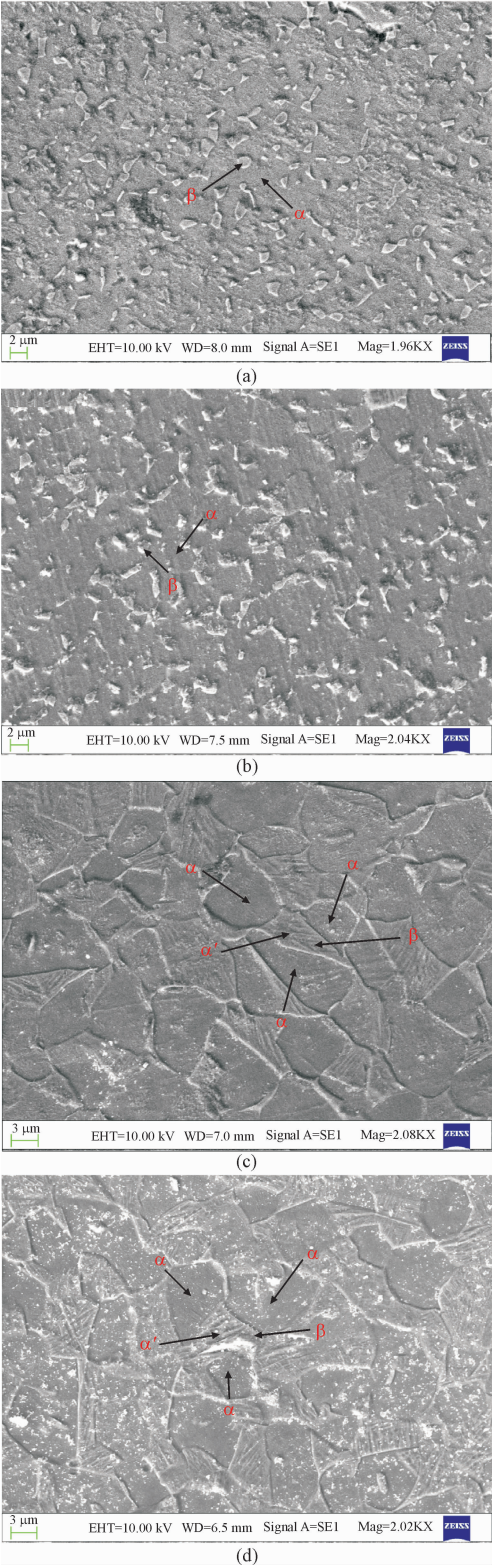 β
α
2 μm EHT=10.00 kV WD=8.0 mm Signal A=SE1 Mag=1.96KX ZEISS
(a)
α
β
2 μm EHT=10.00 kV WD=7.5 mm Signal A=SE1 Mag=2.04KX ZEISS
(b)
α α
α' β
α
3 μm EHT=10.00 kV WD=7.0 mm Signal A=SE1 Mag=2.08KX ZEISS
(c)
α α
α' β
α
3 μm EHT=10.00 kV WD=6.5 mm Signal A=SE1 Mag=2.02KX ZEISS
(d)